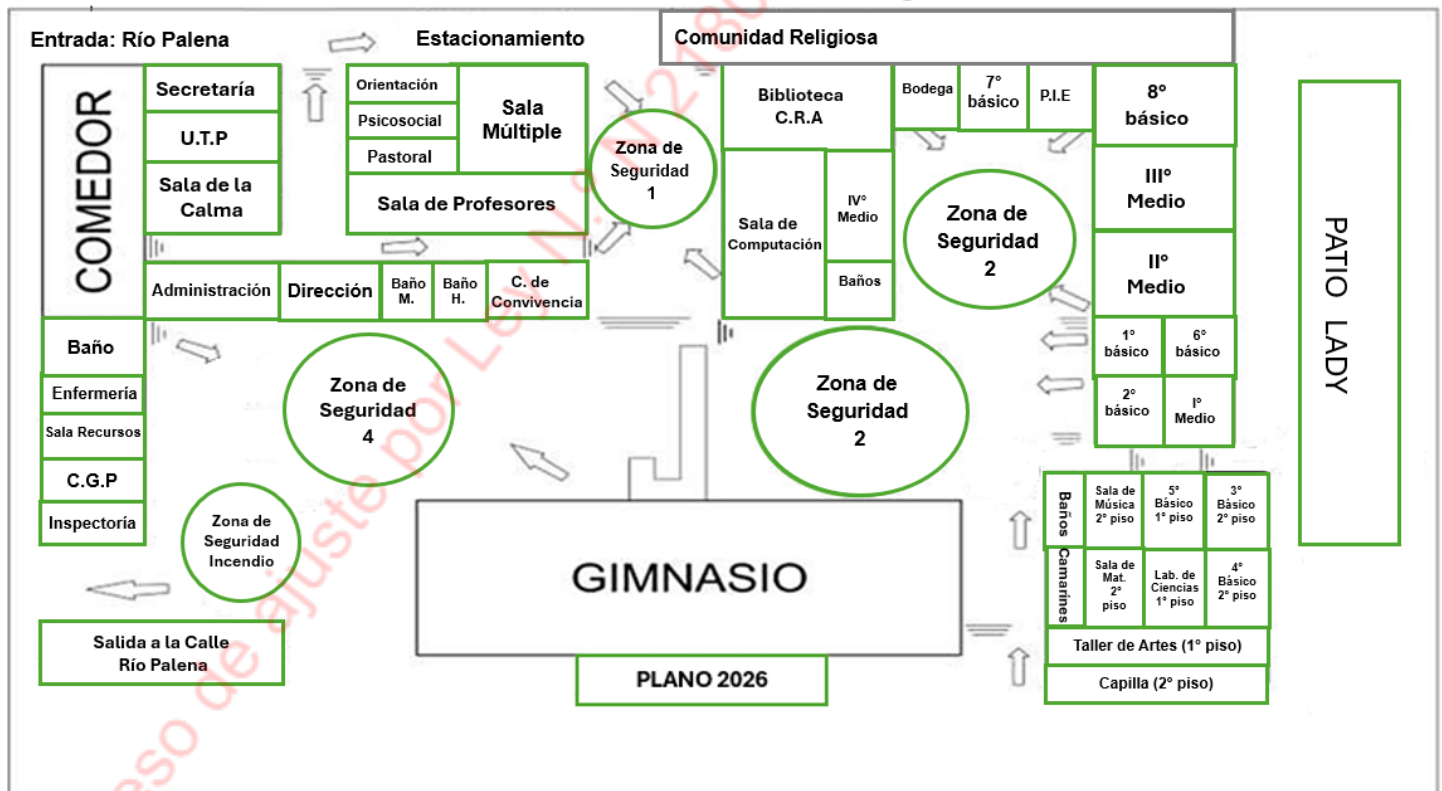 Entrada: Río Palena
Estacionamiento
Comunidad Religiosa
COMEDOR
Secretaría
U.T.P
Sala de la
Calma
Orientación
Psicosocial
Pastoral
Sala
Múltiple
Sala de Profesores
Zona de
Seguridad
1
Biblioteca
C.R.A
Bodega
7°
básico
P.I.E
8°
básico
Sala de
Computación
IV°
Medio
Baños
Zona de
Seguridad
2
III°
Medio
II°
Medio
PATIO LADY
Administración
Dirección
Baño
M.
Baño
H.
C. de
Convivencia
1°
básico
6°
básico
2°
básico
I°
Medio
Baño
Enfermería
Sala Recursos
C.G.P
Inspectoría
Zona de
Seguridad
4
Zona de
Seguridad
2
Zona de
Seguridad
Incendio
GIMNASIO
Baños
Sala de
Música
2° piso
5°
Básico
1° piso
3°
Básico
2° piso
Camarines
Sala de
Mat.
2°
piso
Lab. de
Ciencias
1° piso
4°
Básico
2° piso
Taller de Artes (1° piso)
Capilla (2° piso)
Salida a la Calle
Río Palena
PLANO 2026
eso de ajuste por Ley N.° N 2180